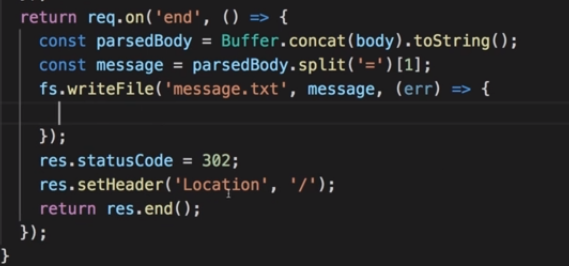 return req.on('end', () => {
const parsedBody = Buffer.concat(body).toString();
const message = parsedBody.split('=')[1];
fs.writeFile('message.txt', message, (err) => {
});
res.statusCode = 302;
res.setHeader('Location', '/');
return res.end();
});
}